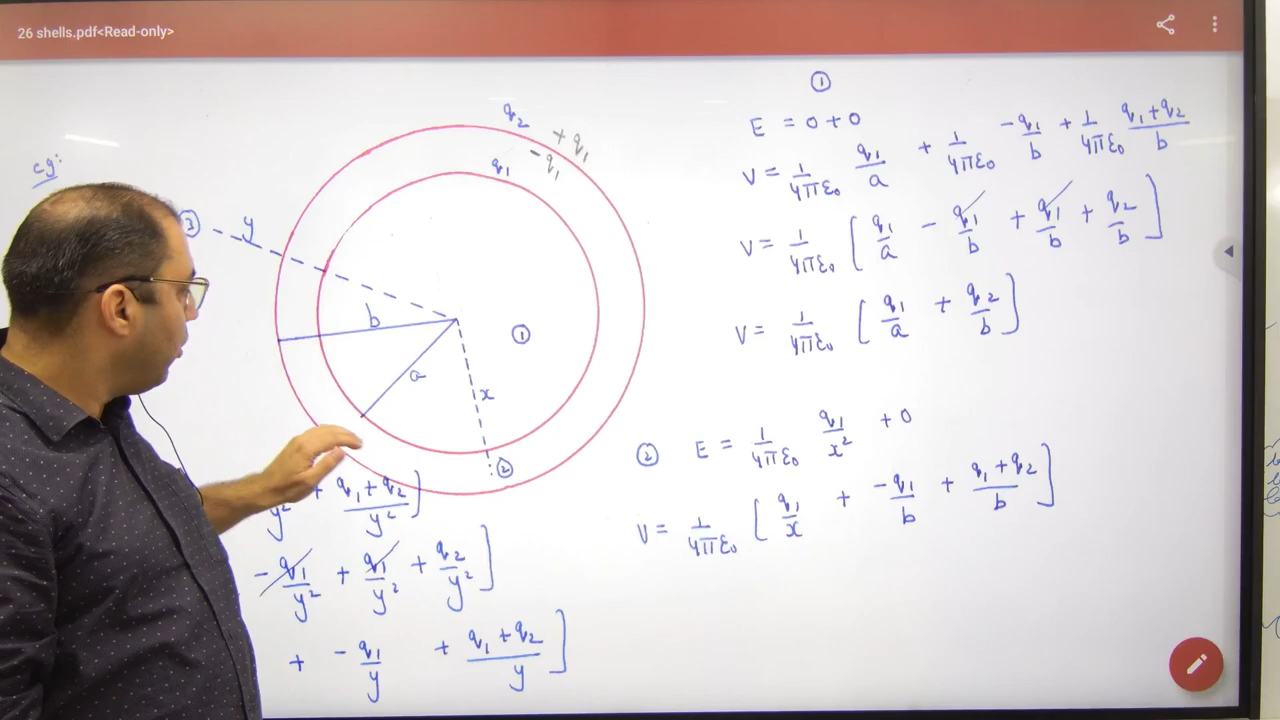 26 shells.pdf<Read-only>
eg:
q₂
+q₁
-q₁
q₁
③
y
b
a
x
①
②
①
E = 0 + 0
V = 1/4πε₀ q₁/a + 1/4πε₀ -q₁/b + 1/4πε₀ q₁+q₂/b
V = 1/4πε₀ [ q₁/a - q₁/b + q₁/b + q₂/b ]
V = 1/4πε₀ [ q₁/a + q₂/b ]
② E = 1/4πε₀ q₁/x² + 0
V = 1/4πε₀ [ q₁/x + -q₁/b + q₁+q₂/b ]
y² + q₁+q₂/y² ]
- q₁/y² + q₁/y² + q₂/y² ]
+ -q₁/y + q₁+q₂/y ]